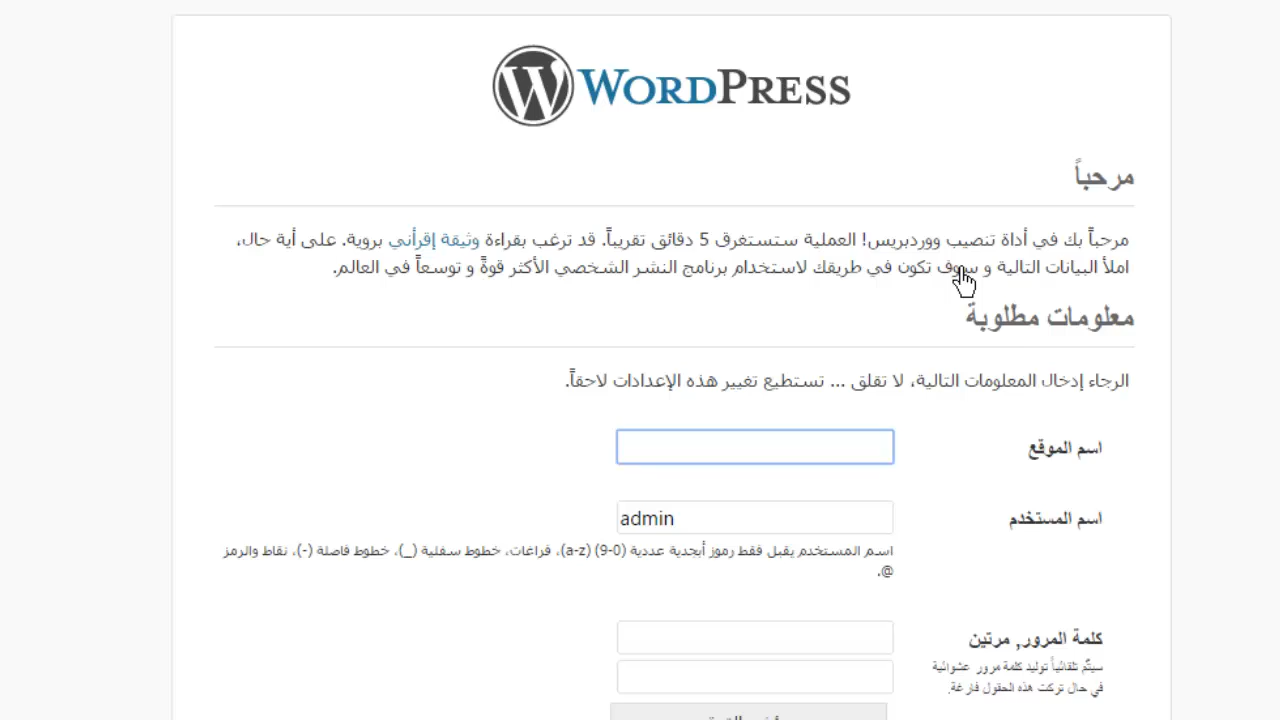 WORDPRESS
مرحباً
مرحباً بك في أداة تنصيب ووردبريس! العملية ستستغرق 5 دقائق تقريباً. قد ترغب بقراءة وثيقة إقرأني بروية. على أية حال،
املأ البيانات التالية و سوف تكون في طريقك لاستخدام برنامج النشر الشخصي الأكثر قوةً و توسعاً في العالم.
معلومات مطلوبة
الرجاء إدخال المعلومات التالية، لا تقلق ... تستطيع تغيير هذه الإعدادات لاحقاً.
اسم الموقع
اسم المستخدم
admin
اسم المستخدم يقبل فقط رموز أبجدية عددية (0-9) (a-z)، فراغات، خطوط سفلية (_)، خطوط فاصلة (-)، نقاط والرمز
@.
كلمة المرور, مرتين
سيتّم تلقائياً توليد كلمة مرور عشوائية
في حال تركت هذه الحقول فارغة.